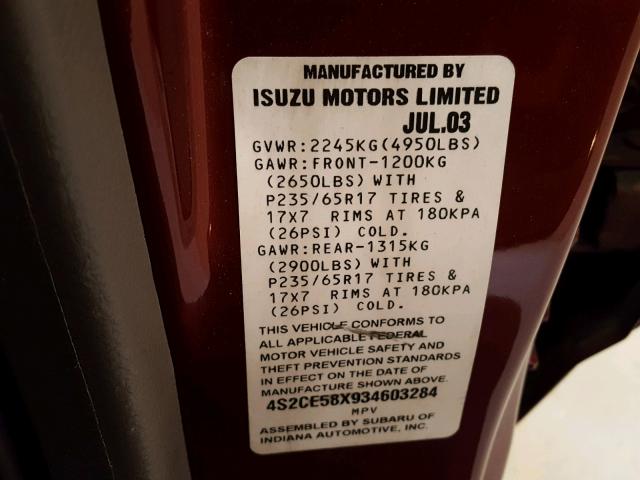 MANUFACTURED BY
ISUZU MOTORS LIMITED
JUL.03
GVWR:2245KG(4950LBS)
GAWR:FRONT-1200KG
(2650LBS) WITH
P235/65R17 TIRES &
17X7 RIMS AT 180KPA
(26PSI) COLD.
GAWR:REAR-1315KG
(2900LBS) WITH
P235/65R17 TIRES &
17X7 RIMS AT 180KPA
(26PSI) COLD.
THIS VEHICLE CONFORMS TO
ALL APPLICABLE FEDERAL
MOTOR VEHICLE SAFETY AND
THEFT PREVENTION STANDARDS
IN EFFECT ON THE DATE OF
MANUFACTURE SHOWN ABOVE.
4S2CE58X934603284
MPV
ASSEMBLED BY SUBARU OF
INDIANA AUTOMOTIVE, INC.